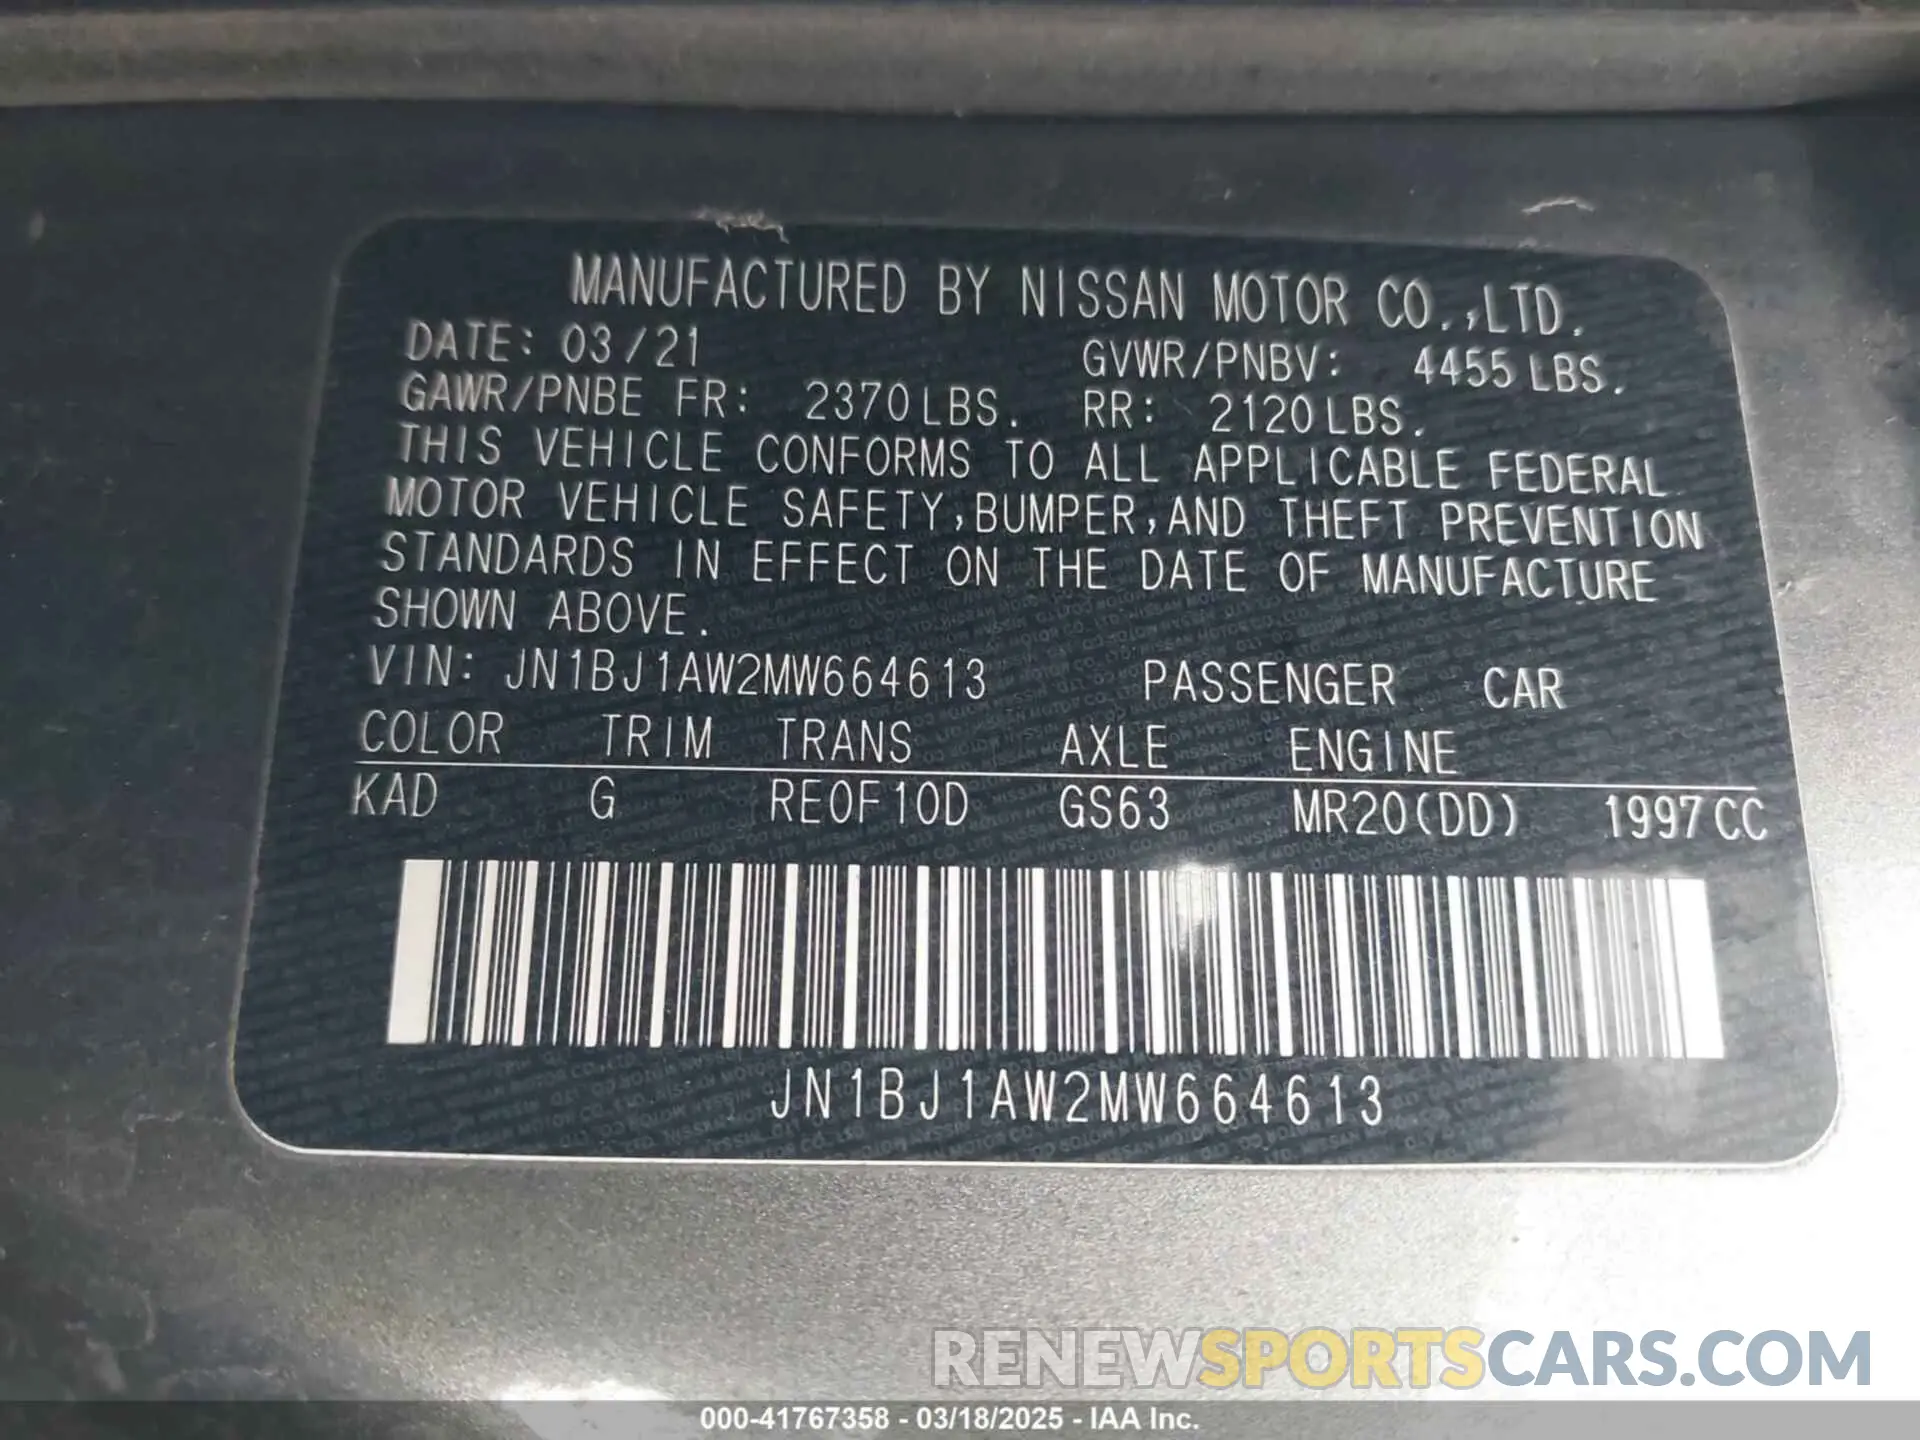 MANUFACTURED BY NISSAN MOTOR CO.,LTD.
DATE: 03/21 GVWR/PNBV: 4455 LBS.
GAWR/PNBE FR: 2370 LBS. RR: 2120 LBS.
THIS VEHICLE CONFORMS TO ALL APPLICABLE FEDERAL
MOTOR VEHICLE SAFETY,BUMPER,AND THEFT PREVENTION
STANDARDS IN EFFECT ON THE DATE OF MANUFACTURE
SHOWN ABOVE.
VIN: JN1BJ1AW2MW664613 PASSENGER CAR
COLOR TRIM TRANS AXLE ENGINE
KAD G RE0F10D GS63 MR20(DD) 1997CC
JN1BJ1AW2MW664613
RENEWSPORTSCARS.COM
000-41767358 - 03/18/2025 - IAA Inc.